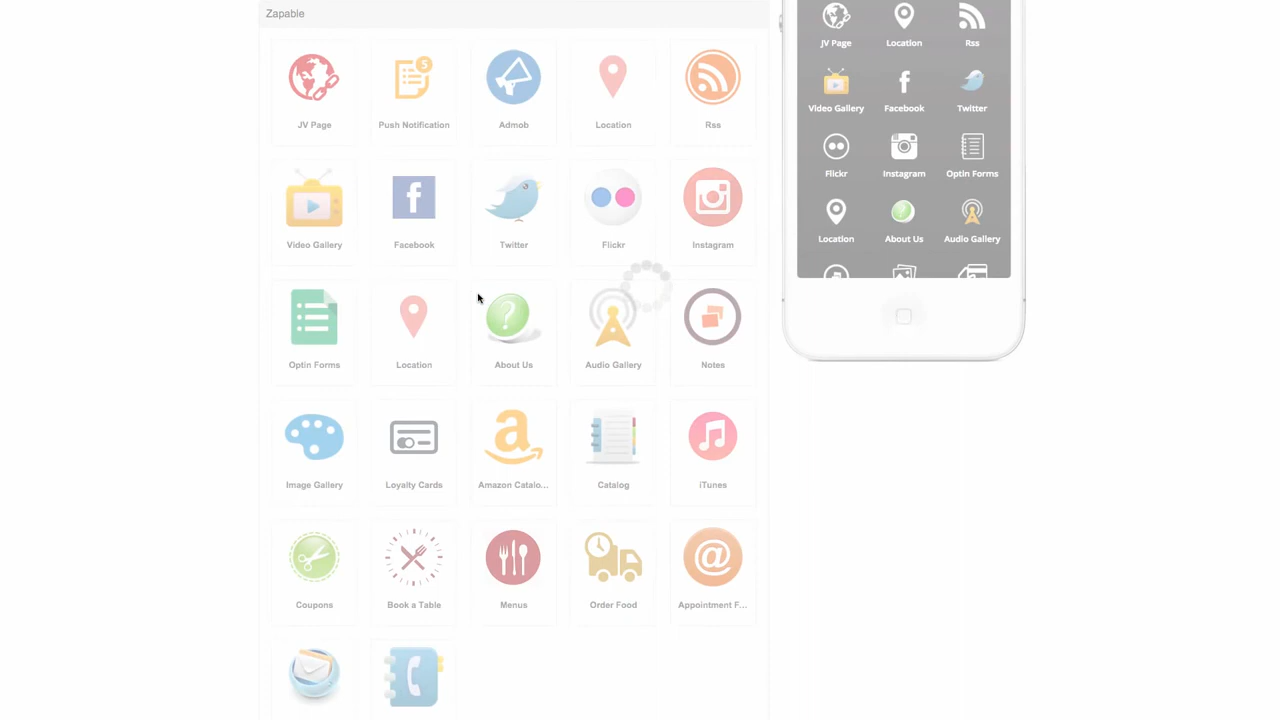 Zapable
JV Page
Push Notification
Admob
Location
Rss
Video Gallery
Facebook
Twitter
Flickr
Instagram
Optin Forms
Location
About Us
Audio Gallery
Notes
Image Gallery
Loyalty Cards
Amazon Catalo...
Catalog
iTunes
Coupons
Book a Table
Menus
Order Food
Appointment F...
JV Page
Location
Rss
Video Gallery
Facebook
Twitter
Flickr
Instagram
Optin Forms
Location
About Us
Audio Gallery